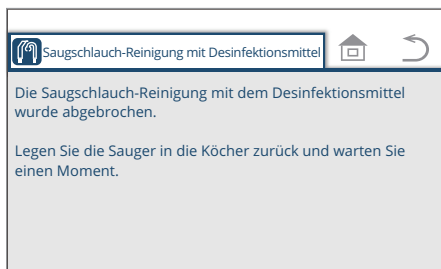 Saugschlauch-Reinigung mit Desinfektionsmittel
Die Saugschlauch-Reinigung mit dem Desinfektionsmittel
wurde abgebrochen.
Legen Sie die Sauger in die Köcher zurück und warten Sie
einen Moment.